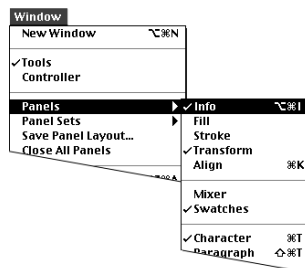 Window
New Window ⌥⌘N
✓Tools
Controller
Panels ▶
Panel Sets ▶
Save Panel Layout...
Close All Panels
✓Info ⌥⌘I
Fill
Stroke
✓Transform
Align ⌘K
Mixer
✓Swatches
✓Character ⌘T
Paragraph ⇧⌘T